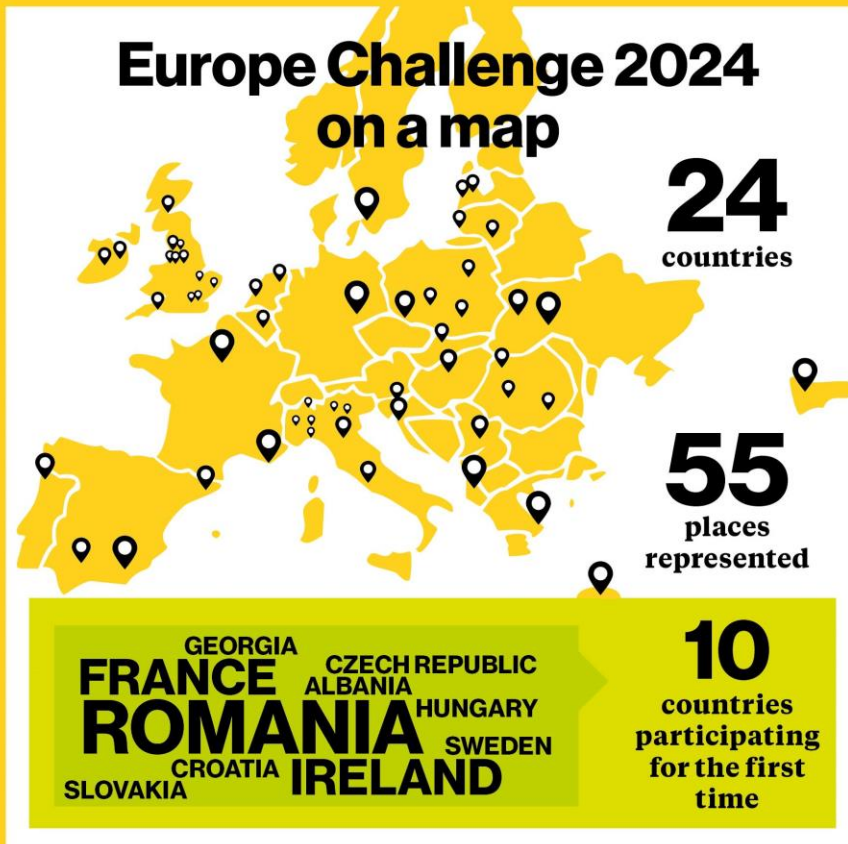 Europe Challenge 2024
on a map
24
countries
55
places
represented
GEORGIA
FRANCE
CZECH REPUBLIC
ALBANIA
ROMANIA
HUNGARY
SWEDEN
CROATIA
IRELAND
SLOVAKIA
10
countries
participating
for the first
time